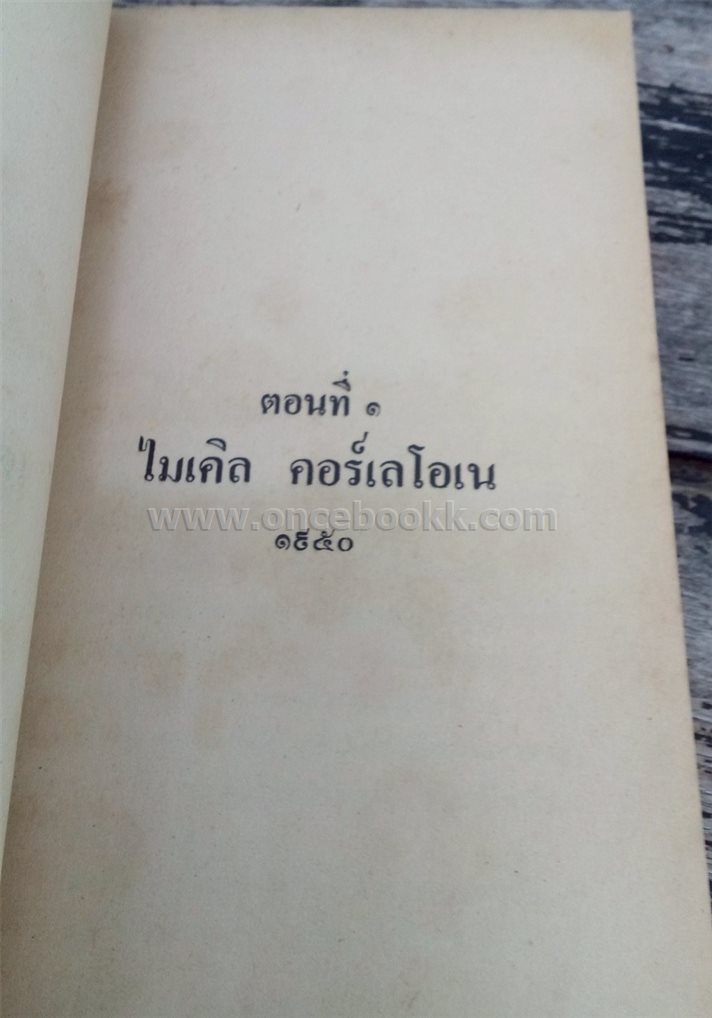 ตอนที่ ๑
ไมเคิล คอร์เลโอเน
www.oncebookk.com
๑๙๕๐